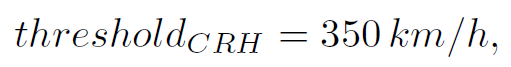 threshold_{CRH} = 350 km/h,